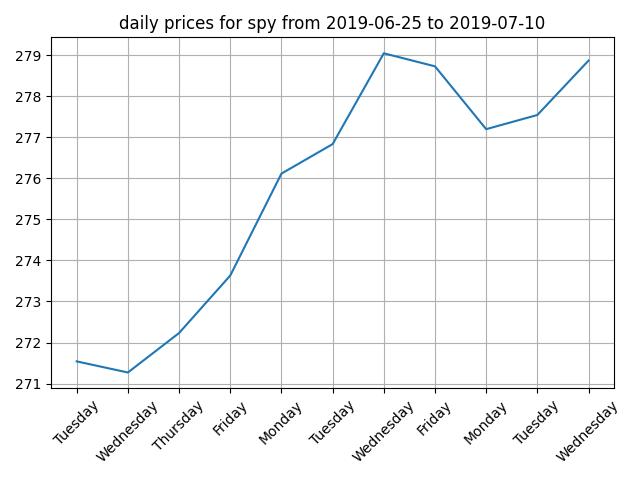 daily prices for spy from 2019-06-25 to 2019-07-10
279
278
277
276
275
274
273
272
271
Tuesday
Wednesday
Thursday
Friday
Monday
Tuesday
Wednesday
Friday
Monday
Tuesday
Wednesday